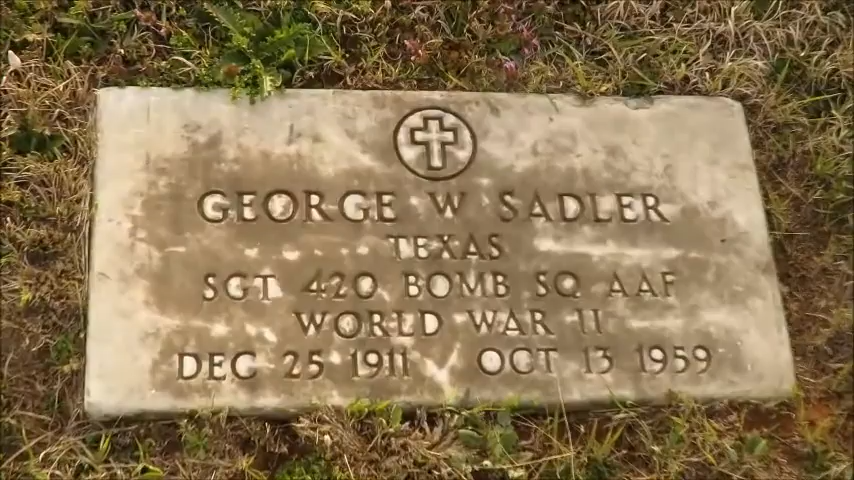 GEORGE W SADLER
TEXAS
SGT 420 BOMB SQ AAF
WORLD WAR II
DEC 25 1911 OCT 13 1959